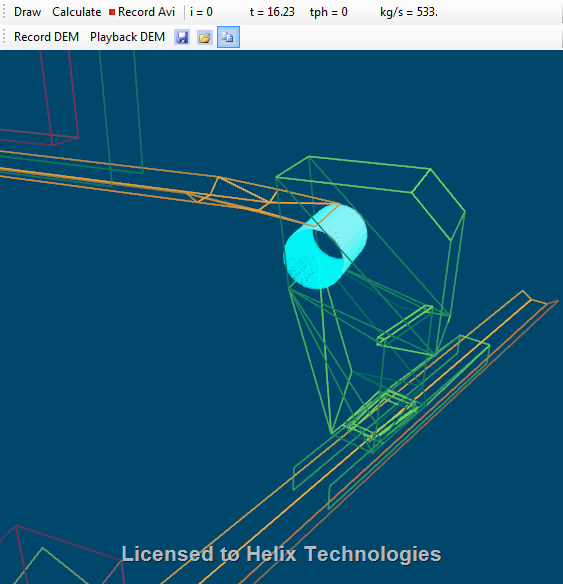 Draw Calculate Record Avi i = 0 t = 16.23 tph = 0 kg/s = 533.
Record DEM Playback DEM
Licensed to Helix Technologies